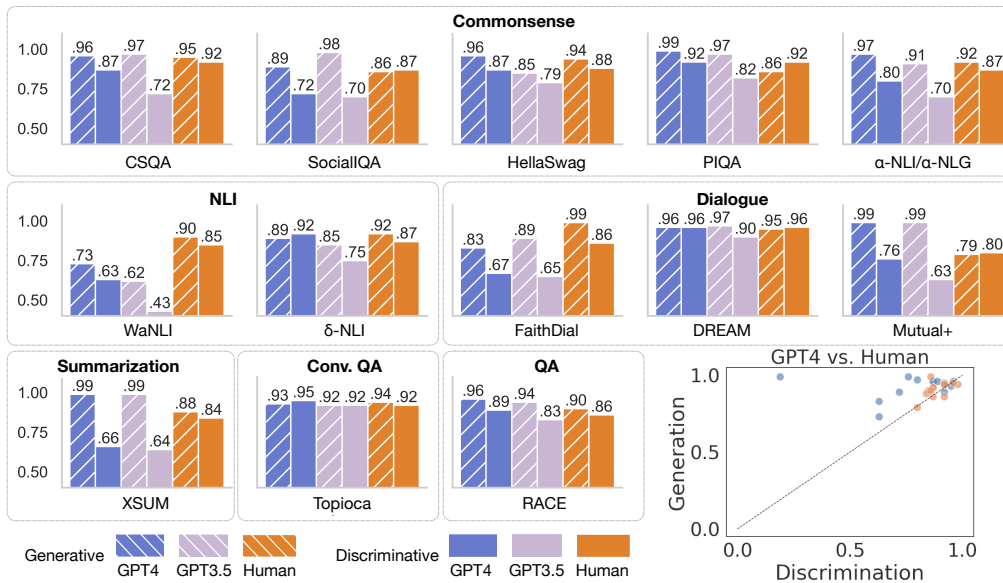 Commonsense
1.00
0.75
0.50
.96 .87 .97 .72 .95 .92
CSQA
.89 .72 .98 .70 .86 .87
SocialIQA
.96 .87 .85 .79 .94 .88
HellaSwag
.99 .92 .97 .82 .86 .92
PIQA
.97 .80 .91 .70 .92 .87
α-NLI/α-NLG
NLI
1.00
0.75
0.50
.73 .63 .62 .43 .90 .85
WaNLI
.89 .92 .85 .75 .92 .87
δ-NLI
Dialogue
.83 .67 .89 .65 .99 .86
FaithDial
.96 .96 .97 .90 .95 .96
DREAM
.99 .76 .99 .63 .79 .80
Mutual+
Summarization
1.00
0.75
0.50
.99 .66 .99 .64 .88 .84
XSUM
Conv. QA
.93 .95 .92 .92 .94 .92
Topioca
QA
.96 .89 .94 .83 .90 .86
RACE
GPT4 vs. Human
Generation
1.0
0.5
0.0
0.0 0.5 1.0
Discrimination
Generative
GPT4 GPT3.5 Human
Discriminative
GPT4 GPT3.5 Human